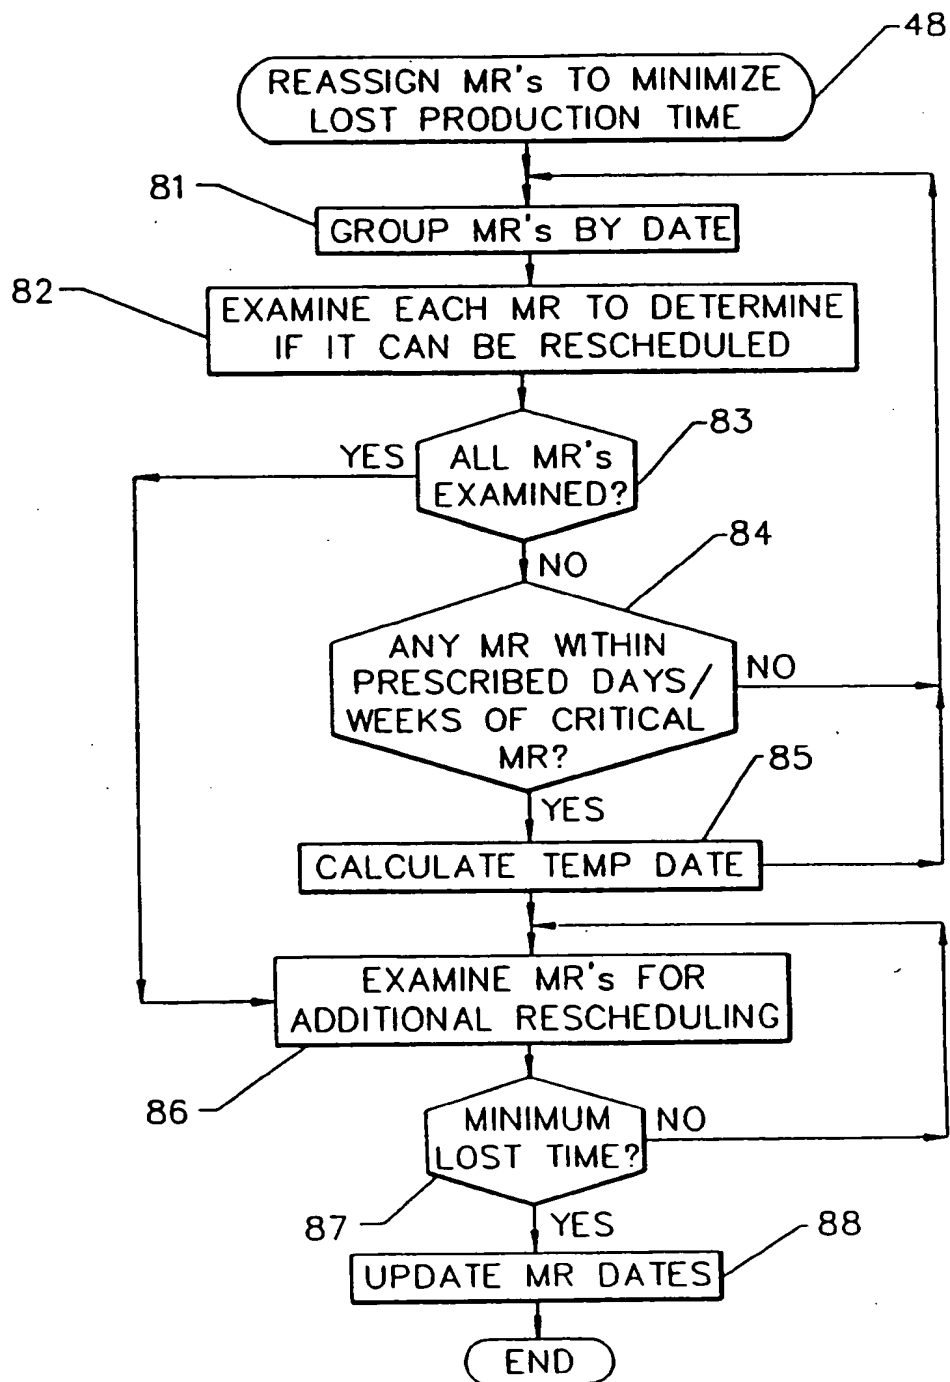 48
REASSIGN MR's TO MINIMIZE
LOST PRODUCTION TIME
81
GROUP MR's BY DATE
82
EXAMINE EACH MR TO DETERMINE
IF IT CAN BE RESCHEDULED
83
YES
ALL MR's
EXAMINED?
NO
84
ANY MR WITHIN
PRESCRIBED DAYS/
WEEKS OF CRITICAL
MR?
NO
YES
85
CALCULATE TEMP DATE
EXAMINE MR's FOR
ADDITIONAL RESCHEDULING
86
MINIMUM
LOST TIME?
NO
87
YES
88
UPDATE MR DATES
END